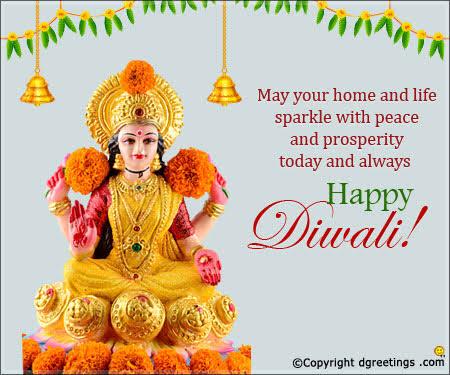 May your home and life
sparkle with peace
and prosperity
today and always
Happy
Diwali!
©Copyright dgreetings .com